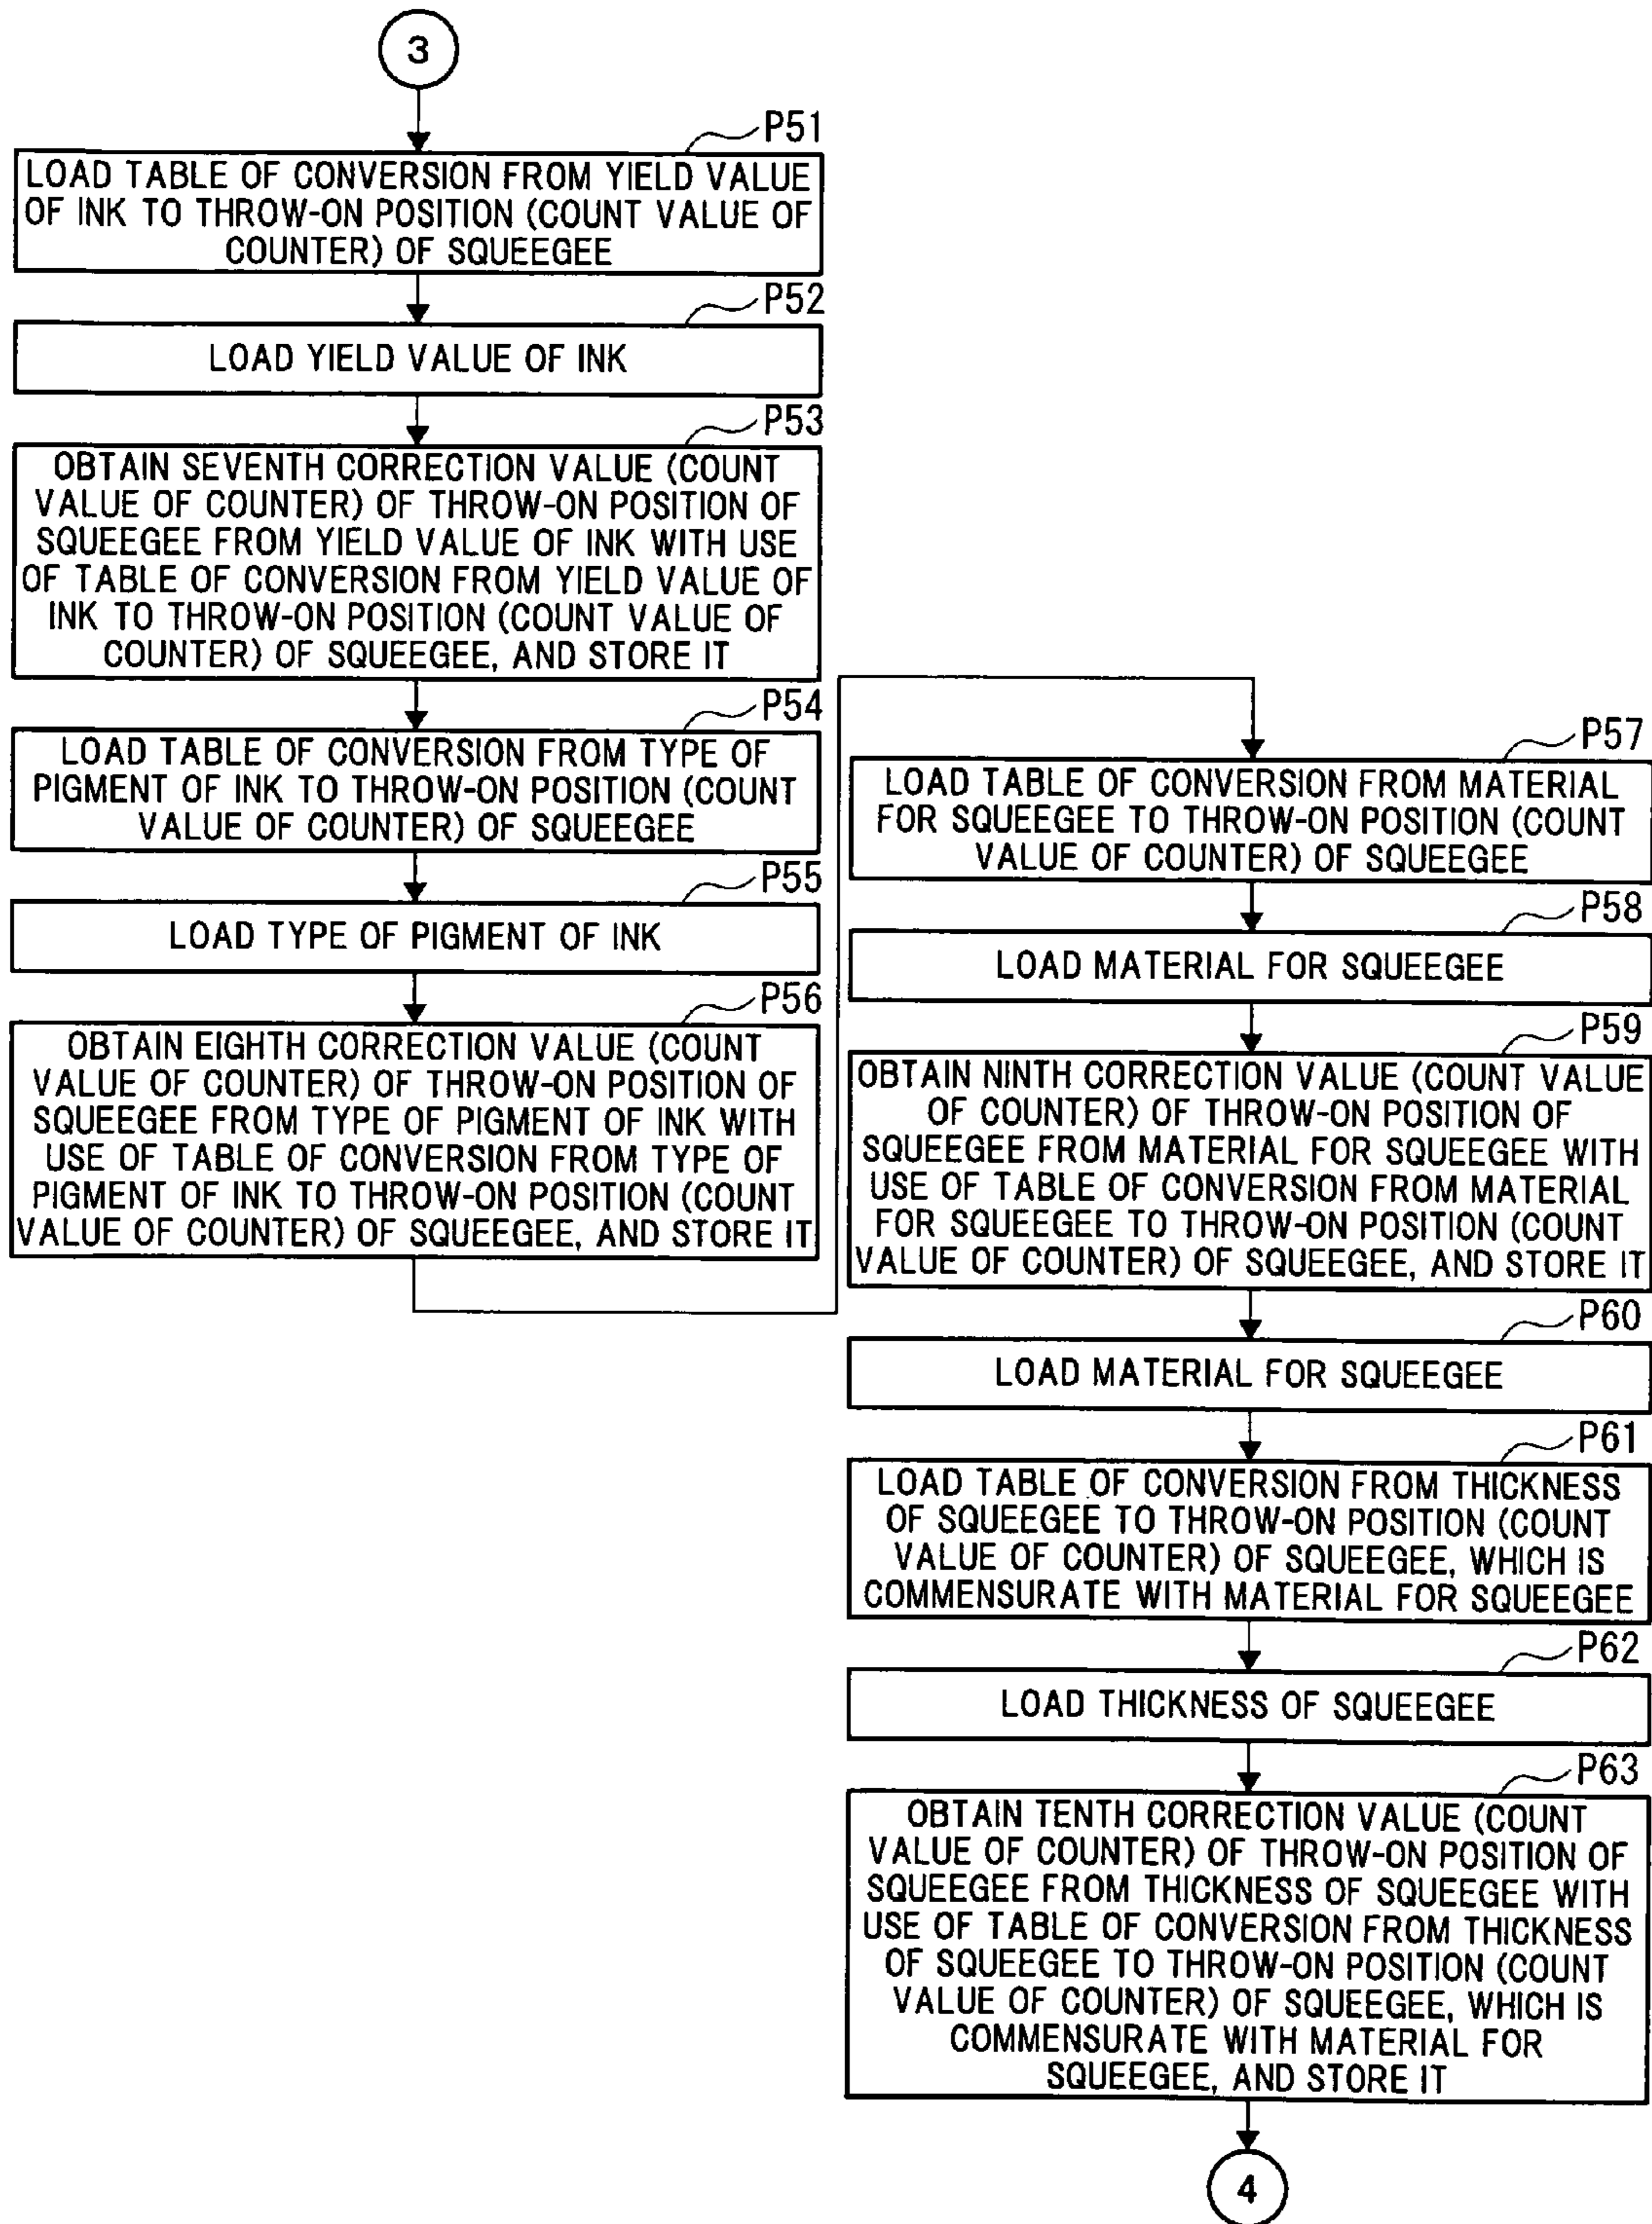 3
P51
LOAD TABLE OF CONVERSION FROM YIELD VALUE
OF INK TO THROW-ON POSITION (COUNT VALUE OF
COUNTER) OF SQUEEGEE
P52
LOAD YIELD VALUE OF INK
P53
OBTAIN SEVENTH CORRECTION VALUE (COUNT
VALUE OF COUNTER) OF THROW-ON POSITION OF
SQUEEGEE FROM YIELD VALUE OF INK WITH USE
OF TABLE OF CONVERSION FROM YIELD VALUE OF
INK TO THROW-ON POSITION (COUNT VALUE OF
COUNTER) OF SQUEEGEE, AND STORE IT
P54
LOAD TABLE OF CONVERSION FROM TYPE OF
PIGMENT OF INK TO THROW-ON POSITION (COUNT
VALUE OF COUNTER) OF SQUEEGEE
P55
LOAD TYPE OF PIGMENT OF INK
P56
OBTAIN EIGHTH CORRECTION VALUE (COUNT
VALUE OF COUNTER) OF THROW-ON POSITION OF
SQUEEGEE FROM TYPE OF PIGMENT OF INK WITH
USE OF TABLE OF CONVERSION FROM TYPE OF
PIGMENT OF INK TO THROW-ON POSITION (COUNT
VALUE OF COUNTER) OF SQUEEGEE, AND STORE IT
P57
LOAD TABLE OF CONVERSION FROM MATERIAL
FOR SQUEEGEE TO THROW-ON POSITION (COUNT
VALUE OF COUNTER) OF SQUEEGEE
P58
LOAD MATERIAL FOR SQUEEGEE
P59
OBTAIN NINTH CORRECTION VALUE (COUNT VALUE
OF COUNTER) OF THROW-ON POSITION OF
SQUEEGEE FROM MATERIAL FOR SQUEEGEE WITH
USE OF TABLE OF CONVERSION FROM MATERIAL
FOR SQUEEGEE TO THROW-ON POSITION (COUNT
VALUE OF COUNTER) OF SQUEEGEE, AND STORE IT
P60
LOAD MATERIAL FOR SQUEEGEE
P61
LOAD TABLE OF CONVERSION FROM THICKNESS
OF SQUEEGEE TO THROW-ON POSITION (COUNT
VALUE OF COUNTER) OF SQUEEGEE, WHICH IS
COMMENSURATE WITH MATERIAL FOR SQUEEGEE
P62
LOAD THICKNESS OF SQUEEGEE
P63
OBTAIN TENTH CORRECTION VALUE (COUNT
VALUE OF COUNTER) OF THROW-ON POSITION OF
SQUEEGEE FROM THICKNESS OF SQUEEGEE WITH
USE OF TABLE OF CONVERSION FROM THICKNESS
OF SQUEEGEE TO THROW-ON POSITION (COUNT
VALUE OF COUNTER) OF SQUEEGEE, WHICH IS
COMMENSURATE WITH MATERIAL FOR
SQUEEGEE, AND STORE IT
4